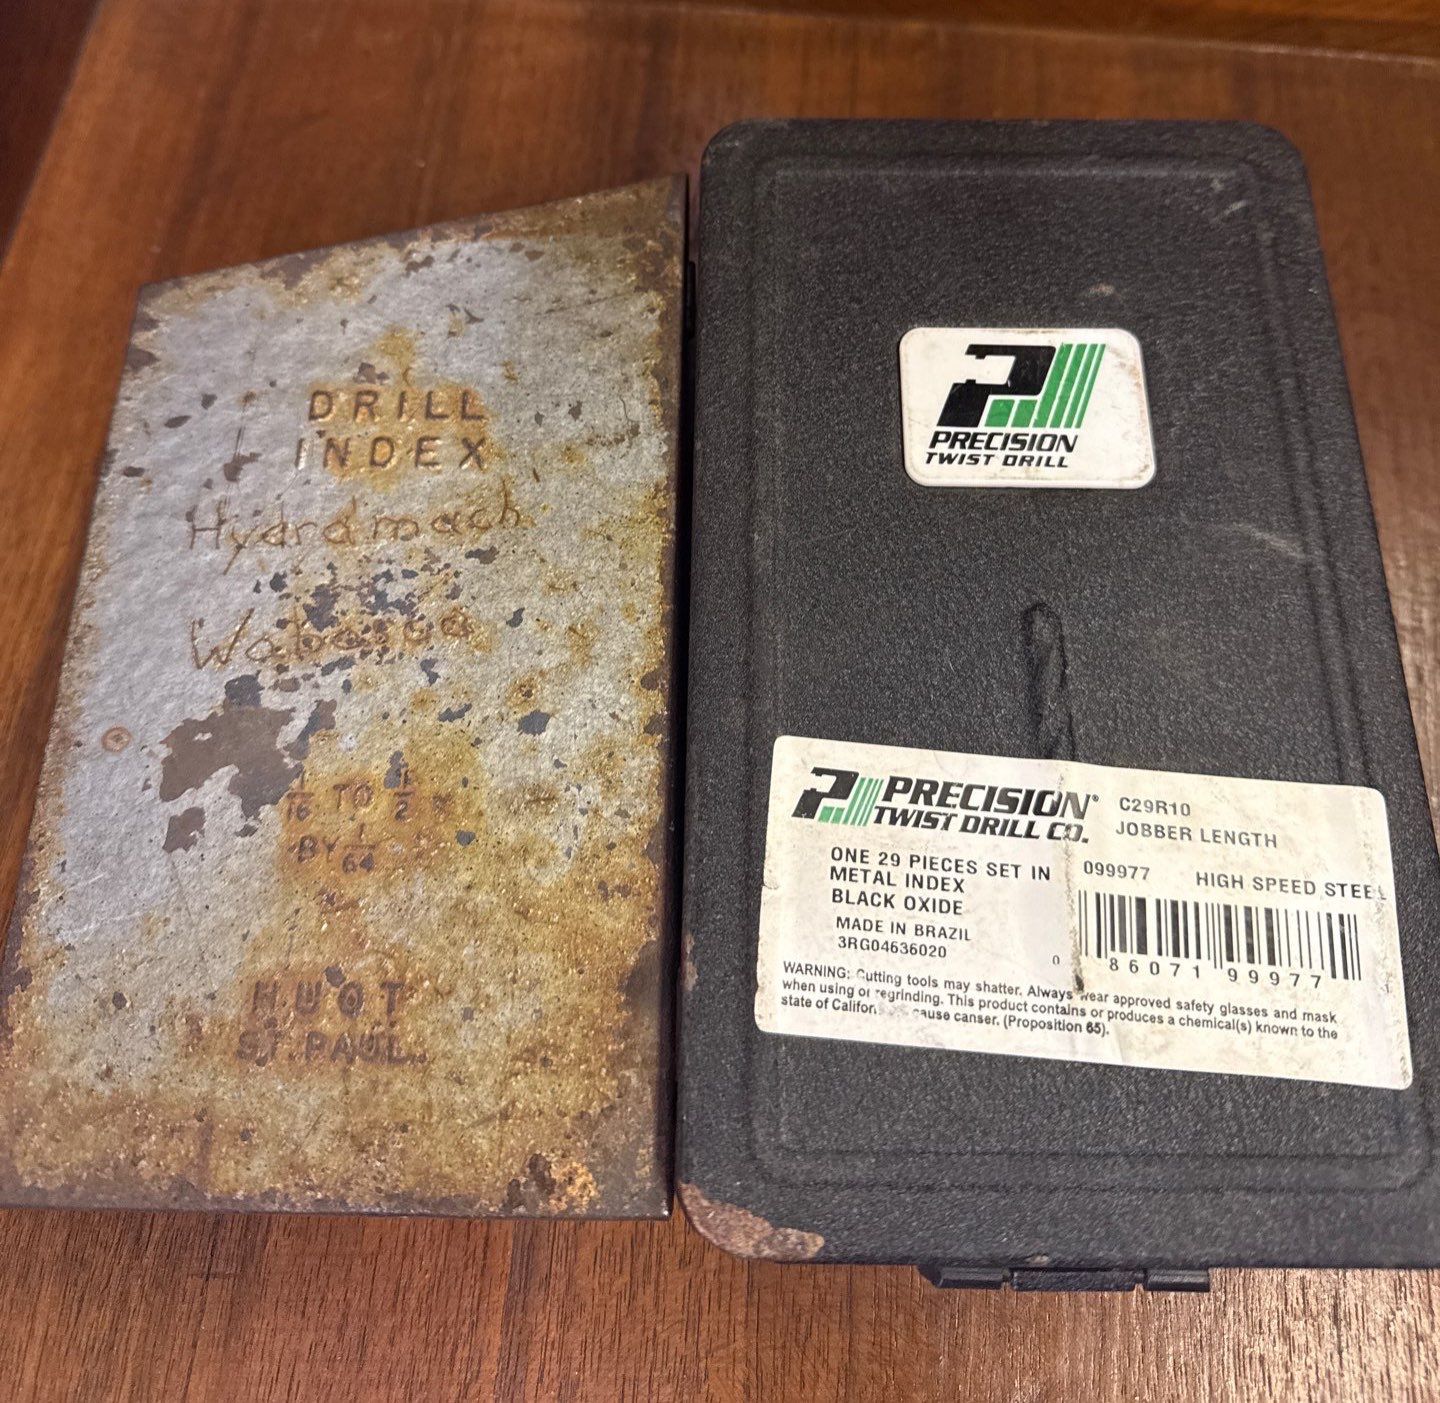 DRILL
INDEX
Hydramach
Wabasca
1/16 TO 1/2 x
BY 1/64
HUOT
ST. PAUL
PRECISION
TWIST DRILL
PRECISION®
TWIST DRILL CO.
C29R10
JOBBER LENGTH
ONE 29 PIECES SET IN
METAL INDEX
BLACK OXIDE
099977 HIGH SPEED STEEL
MADE IN BRAZIL
3RG04636020
0 86071 99977
WARNING: Cutting tools may shatter. Always wear approved safety glasses and mask
when using or regrinding. This product contains or produces a chemical(s) known to the
state of Californ cause canser. (Proposition 65).